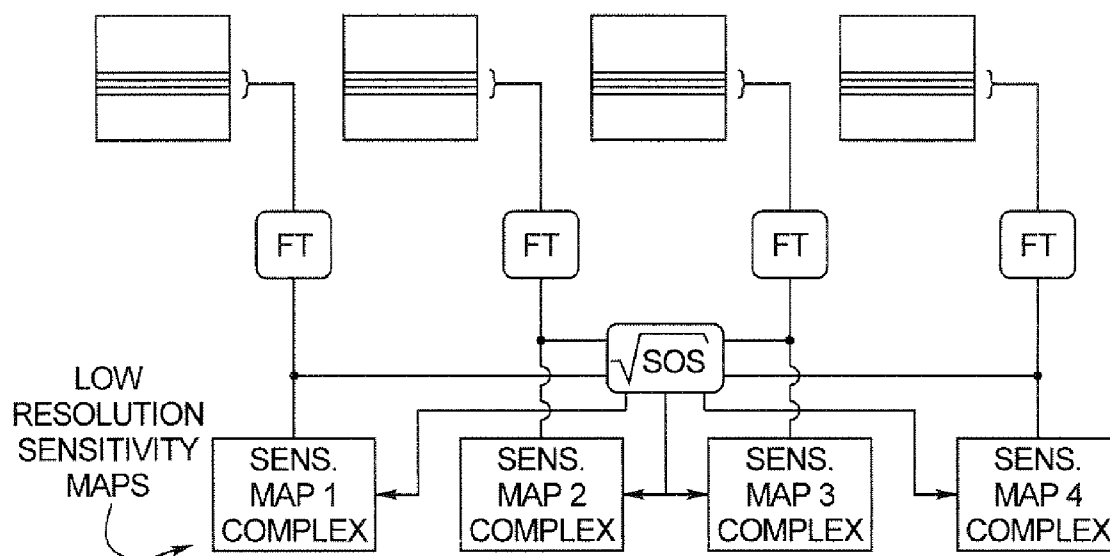 FT
FT
FT
FT
√SOS
LOW
RESOLUTION
SENSITIVITY
MAPS
SENS.
MAP 1
COMPLEX
SENS.
MAP 2
COMPLEX
SENS.
MAP 3
COMPLEX
SENS.
MAP 4
COMPLEX